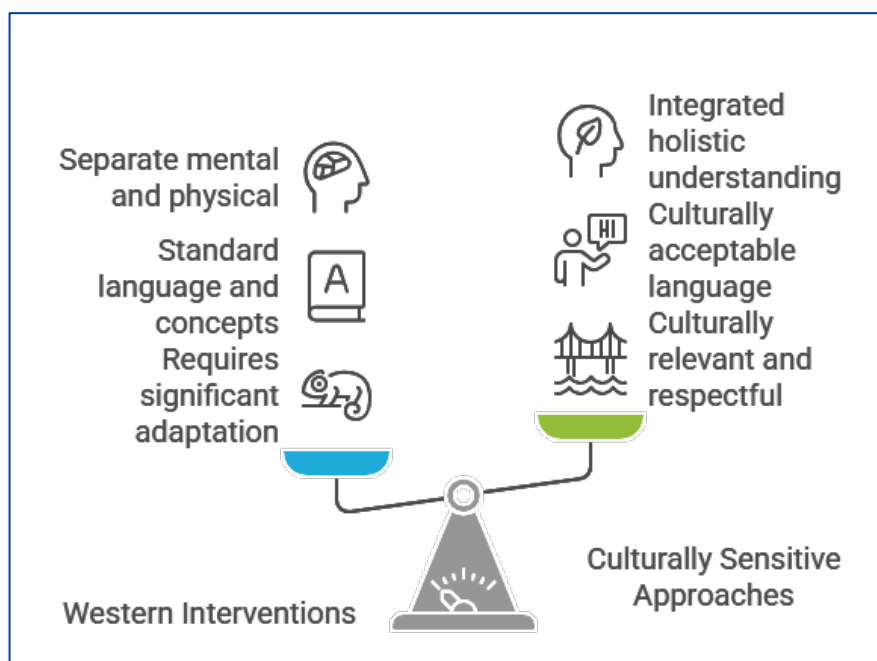 Separate mental
and physical
Standard
language and
concepts
Requires
significant
adaptation
Western Interventions
Integrated
holistic
understanding
Culturally
acceptable
language
Culturally
relevant and
respectful
Culturally Sensitive
Approaches
A
HI